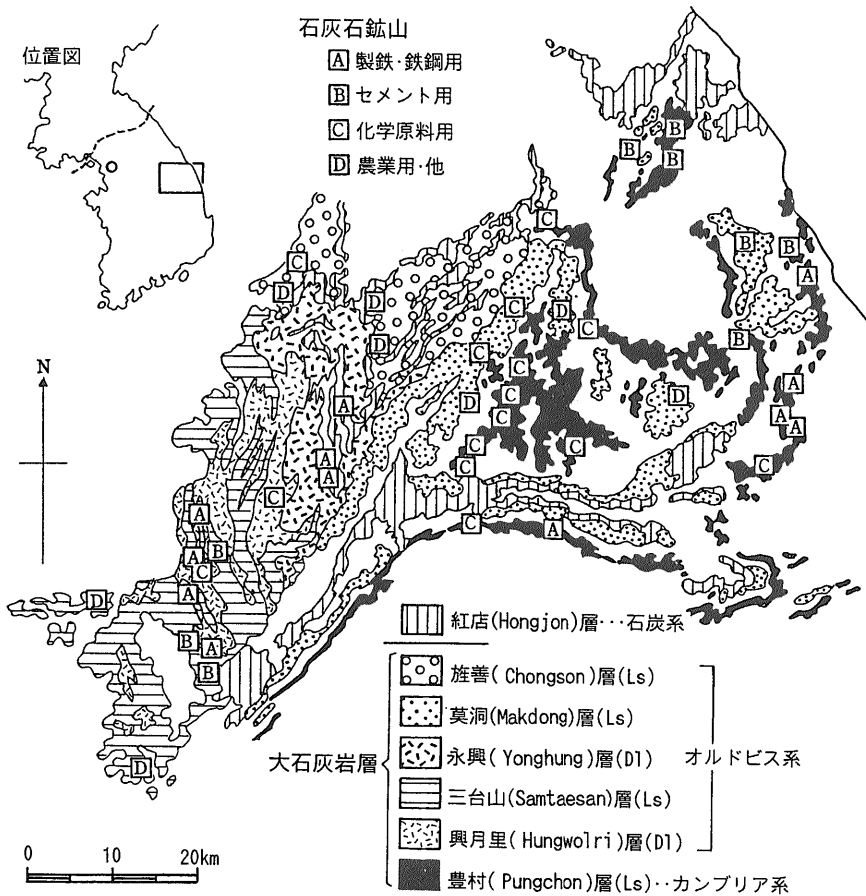 石灰石鉱山
位置図
A 製鉄・鉄鋼用
B セメント用
C 化学原料用
D 農業用・他
B
B
B
C
B
B
C
A
D
D
C
D
C
B
D
C
C
A
C
D
A
D
C
A
A
C
C
A
C
C
A
C
A
C
A
B
A
C
A
D
B
A
B
D
N
紅店(Hongjon)層・・・石炭系
旌善(Chongson)層(Ls)
莫洞(Makdong)層(Ls)
大石灰岩層
永興(Yonghung)層(Dl)
オルドビス系
三台山(Samtaesan)層(Ls)
興月里(Hungwolri)層(Dl)
豊村(Pungchon)層(Ls)・・カンブリア系
0 10 20km